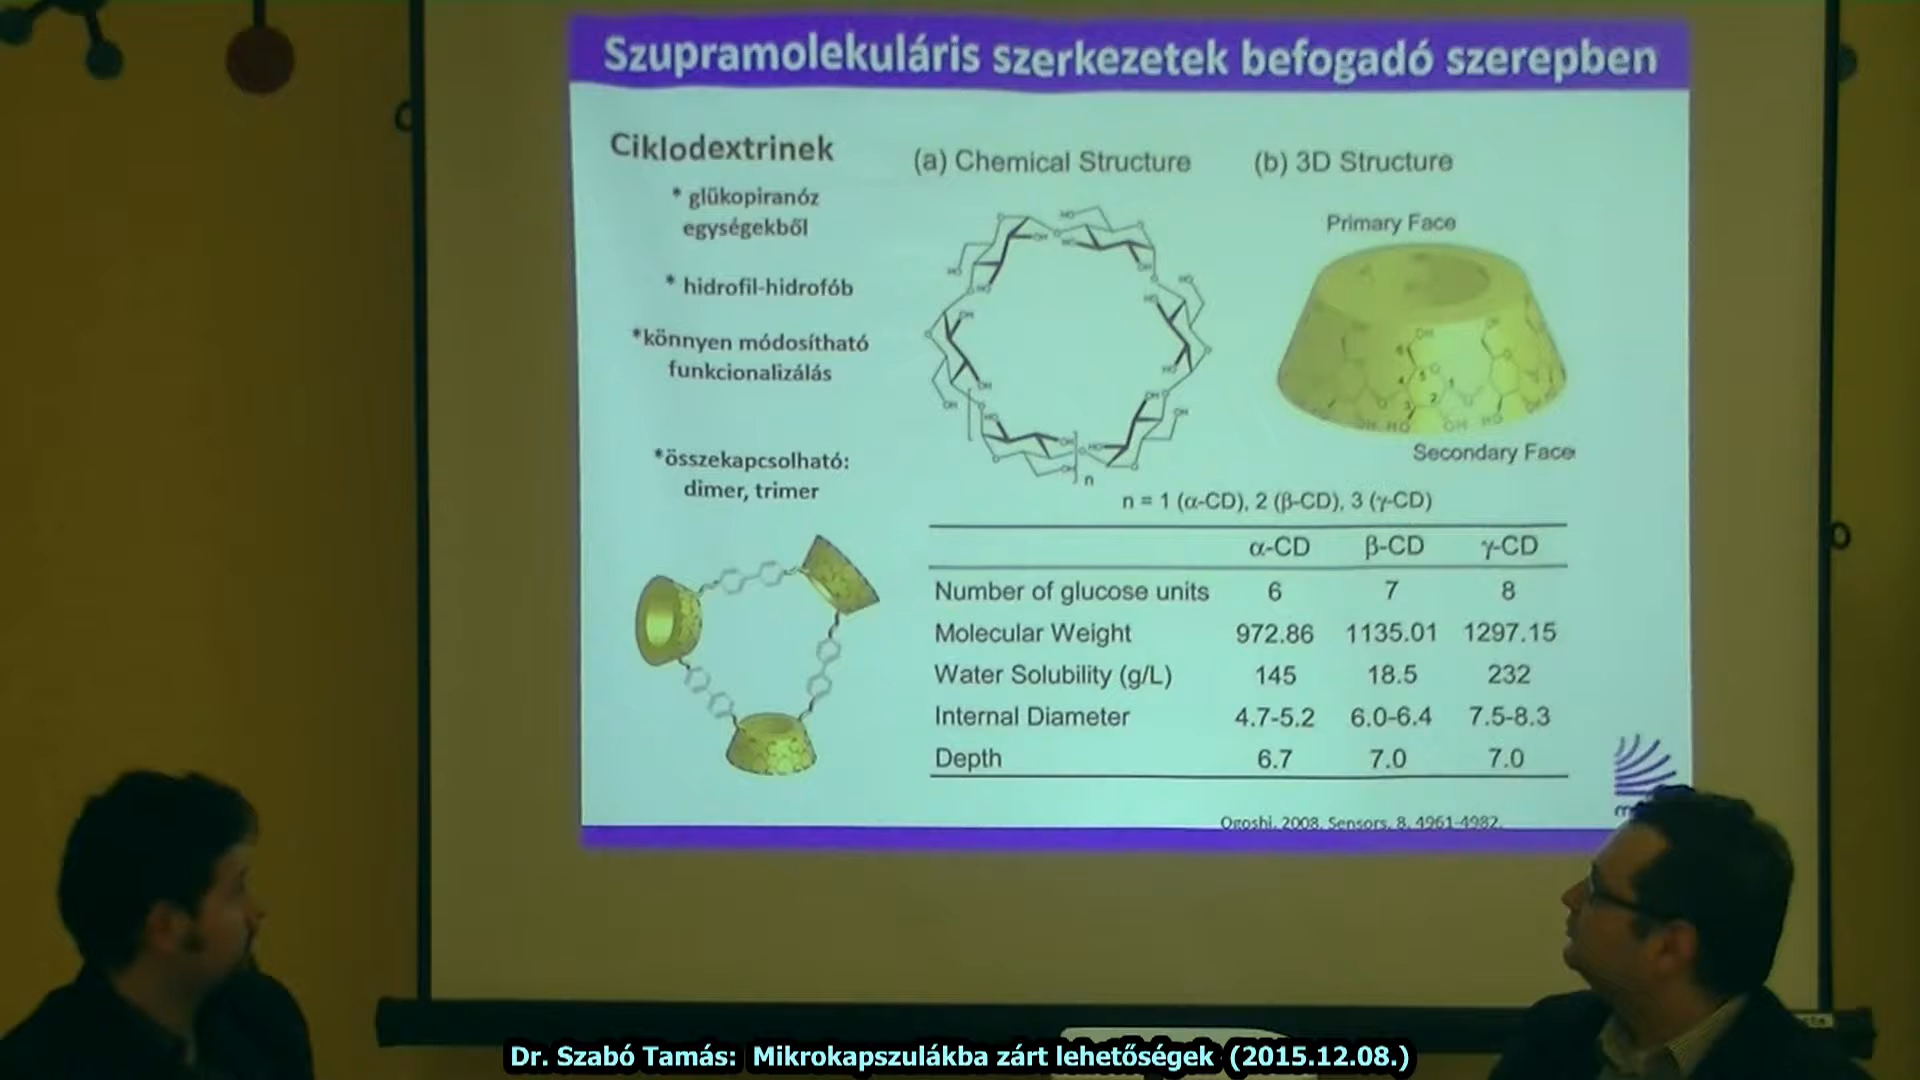 Szupramolekuláris szerkezetek befogadó szerepben
Ciklodextrinek
* glükopiranóz
egységekből
* hidrofil-hidrofób
*könnyen módosítható
funkcionalizálás
*összekapcsolható:
dimer, trimer
(a) Chemical Structure
(b) 3D Structure
Primary Face
Secondary Face
n
n = 1 (α-CD), 2 (β-CD), 3 (γ-CD)
α-CD β-CD γ-CD
Number of glucose units 6 7 8
Molecular Weight 972.86 1135.01 1297.15
Water Solubility (g/L) 145 18.5 232
Internal Diameter 4.7-5.2 6.0-6.4 7.5-8.3
Depth 6.7 7.0 7.0
Ogoshi, 2008, Sensors, 8, 4961-4982.
Dr. Szabó Tamás: Mikrokapszulákba zárt lehetőségek (2015.12.08.)